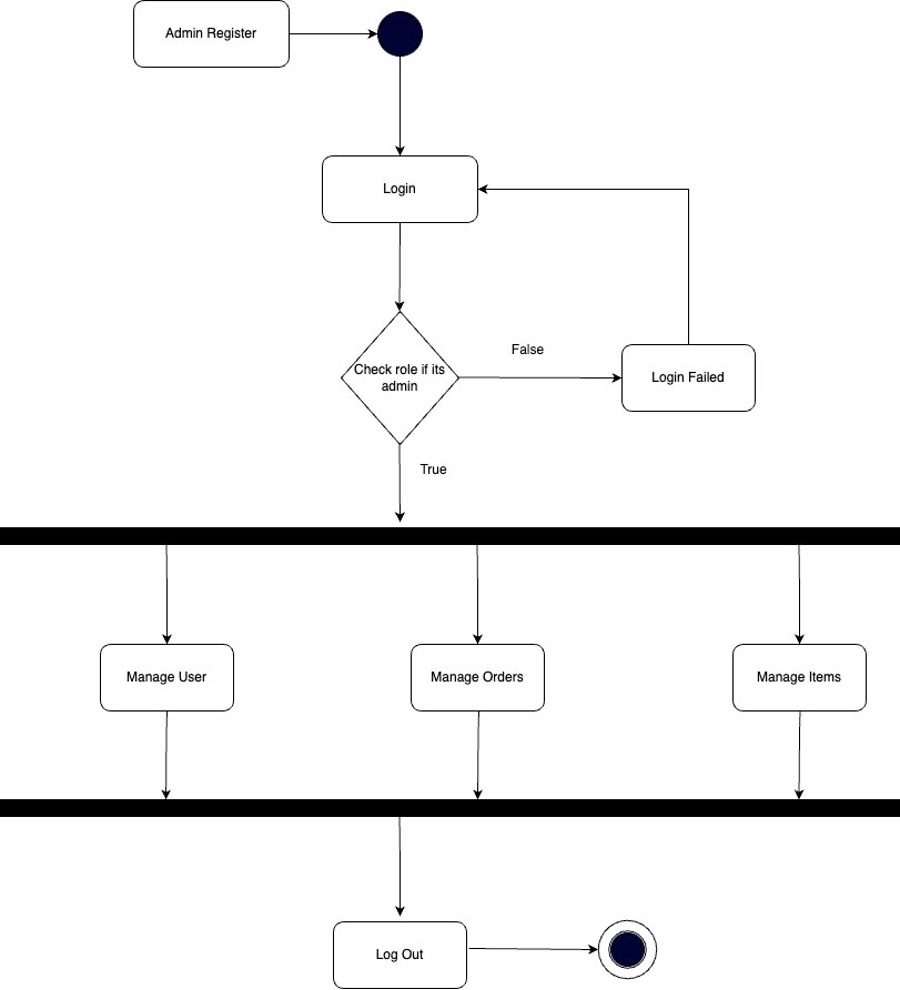 Admin Register
Login
Check role if its
admin
False
Login Failed
True
Manage User
Manage Orders
Manage Items
Log Out